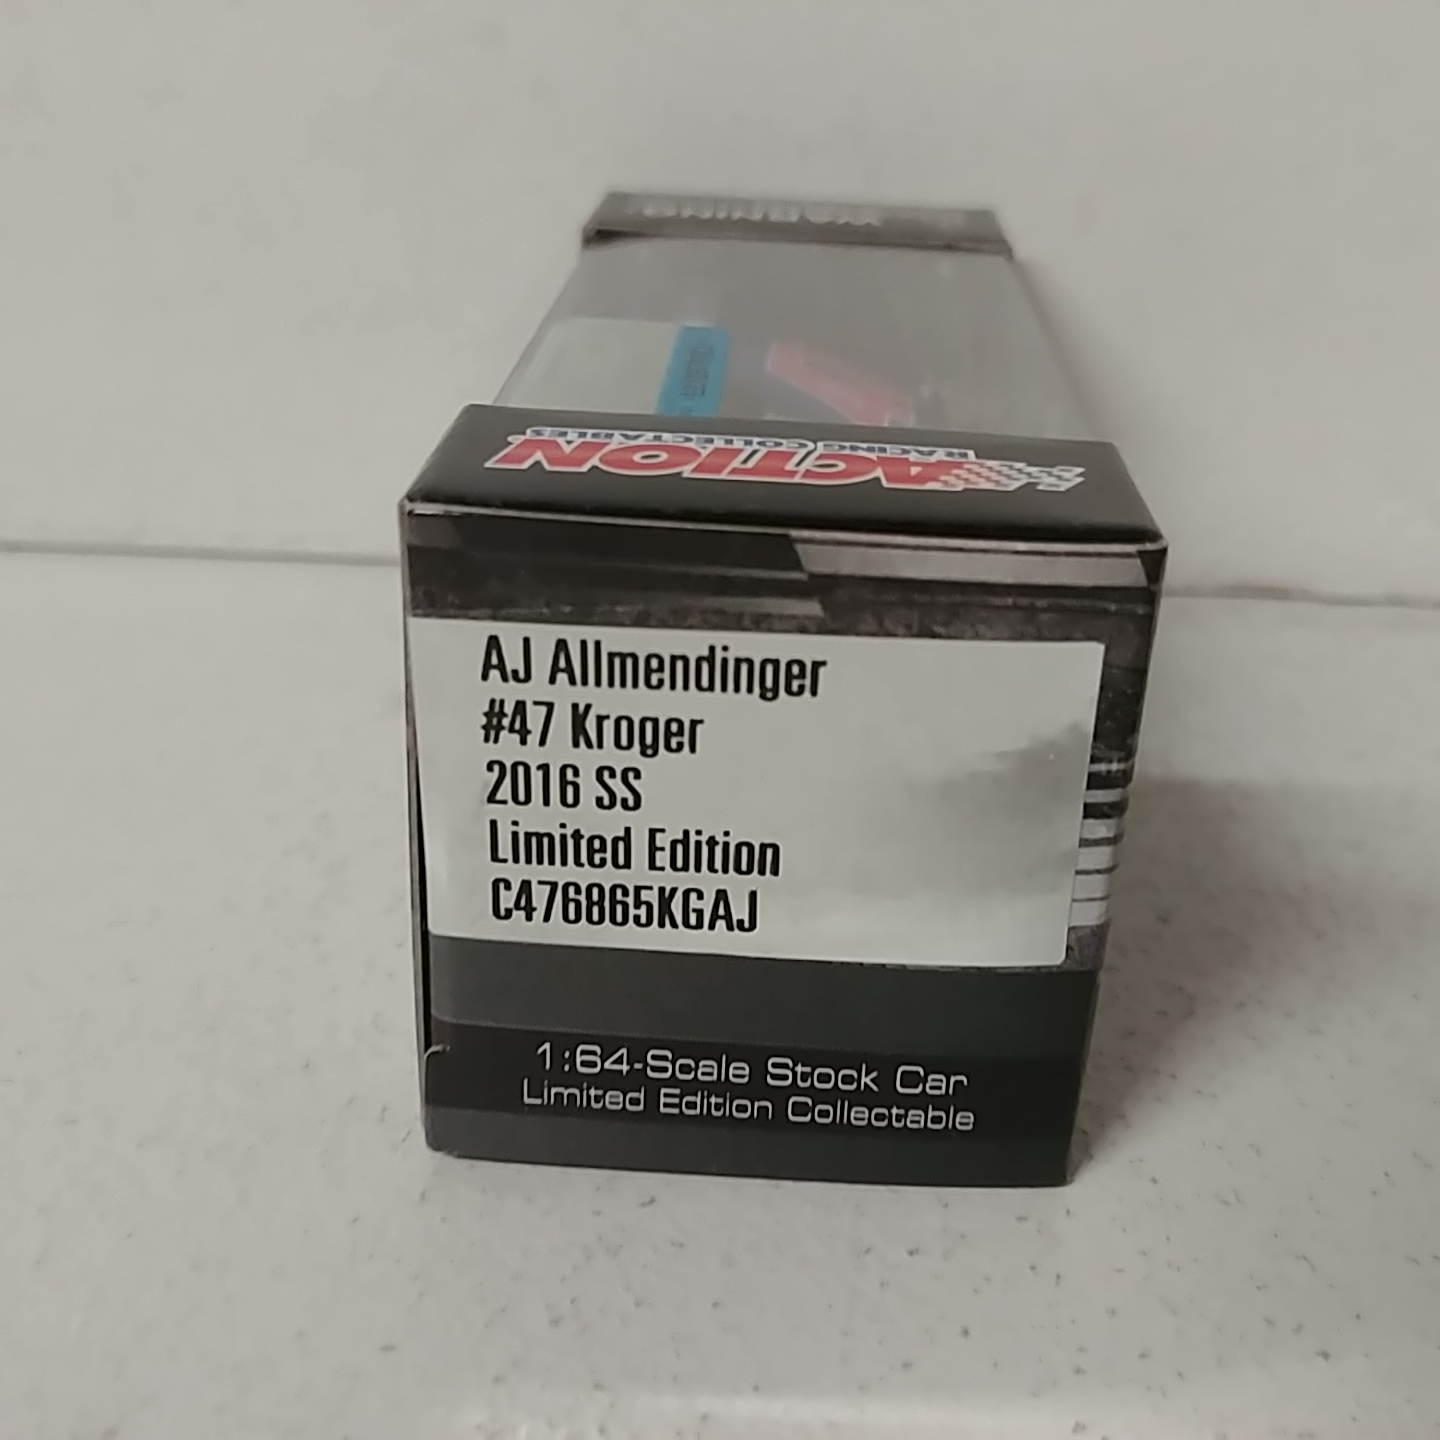 WARNING
ACTION
RACING COLLECTABLES
AJ Allmendinger
#47 Kroger
2016 SS
Limited Edition
C476865KGAJ
1:64-Scale Stock Car
Limited Edition Collectable